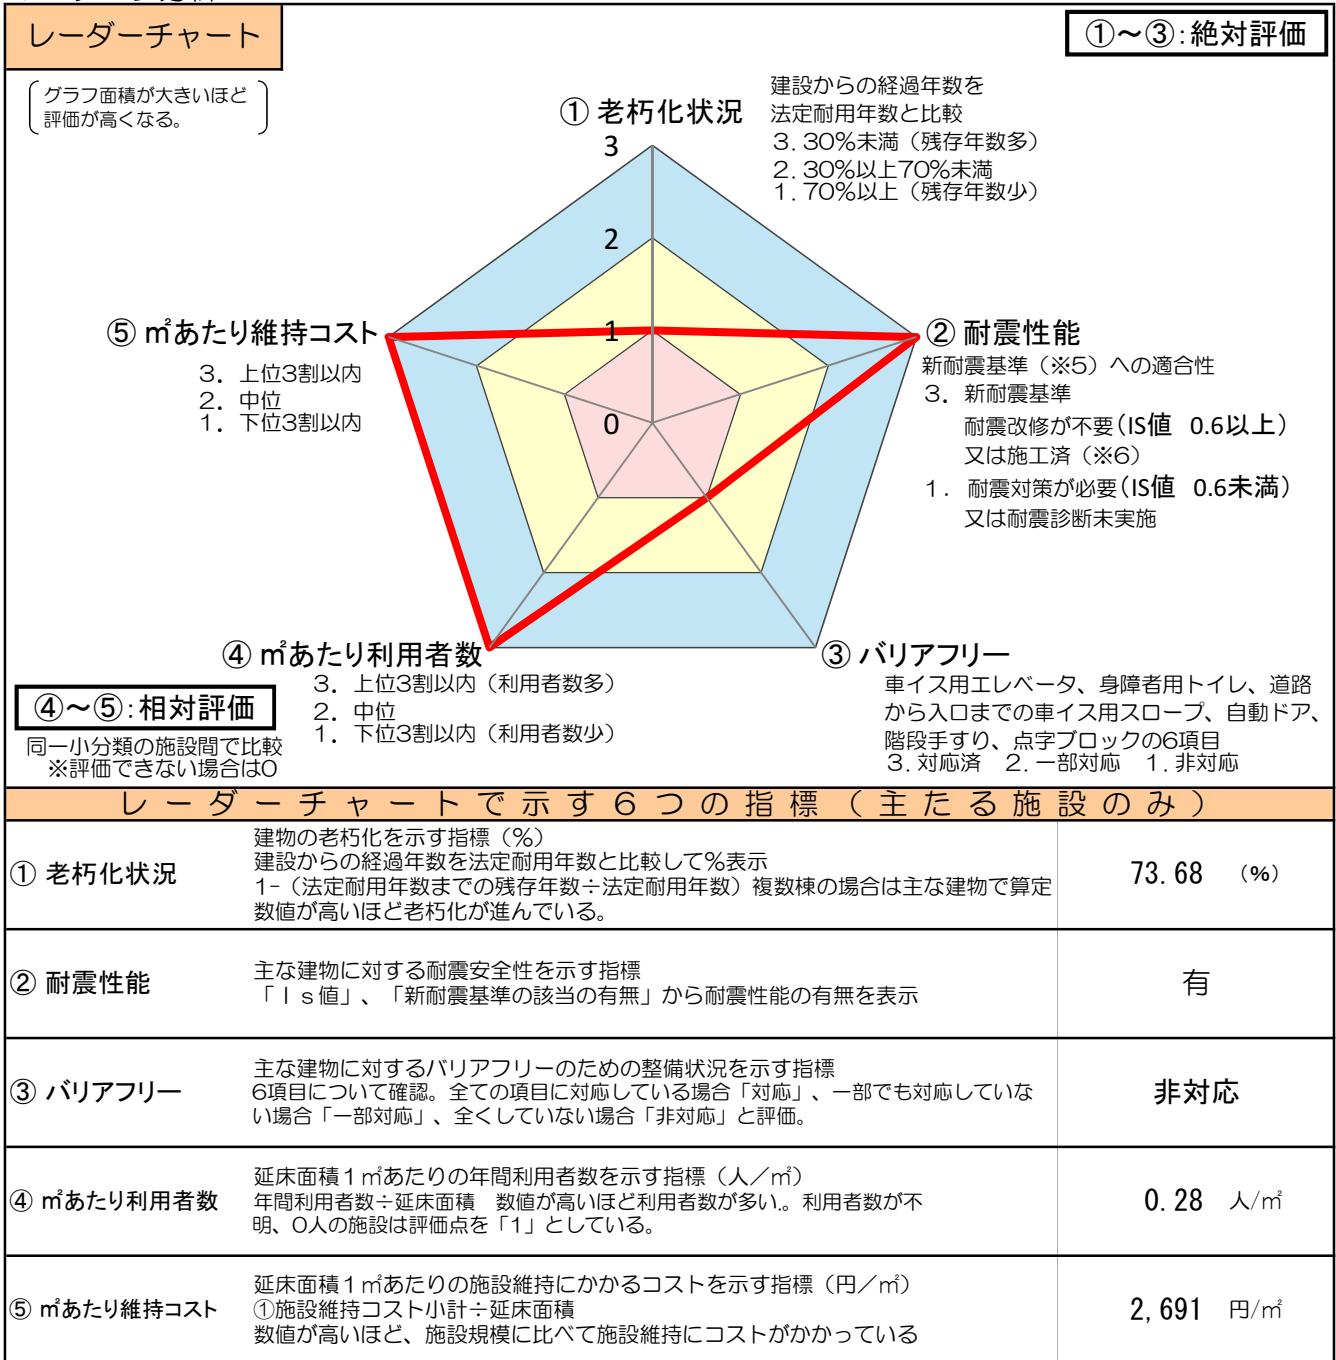 レーダーチャート
①～③：絶対評価
グラフ面積が大きいほど
評価が高くなる。
① 老朽化状況
建設からの経過年数を
法定耐用年数と比較
3．30%未満（残存年数多）
2．30%以上70%未満
1．70%以上（残存年数少）
3
2
1
0
⑤ ㎡あたり維持コスト
3．上位3割以内
2．中位
1．下位3割以内
② 耐震性能
新耐震基準（※5）への適合性
3．新耐震基準
耐震改修が不要（IS値 0.6以上）
又は施工済（※6）
1．耐震対策が必要（IS値 0.6未満）
又は耐震診断未実施
④ ㎡あたり利用者数
3．上位3割以内（利用者数多）
2．中位
1．下位3割以内（利用者数少）
③ バリアフリー
車イス用エレベータ、身障者用トイレ、道路
から入口までの車イス用スロープ、自動ドア、
階段手すり、点字ブロックの6項目
3．対応済 2．一部対応 1．非対応
④～⑤：相対評価
同一小分類の施設間で比較
※評価できない場合は0
レーダーチャートで示す６つの指標（主たる施設のみ）
① 老朽化状況
建物の老朽化を示す指標（%）
建設からの経過年数を法定耐用年数と比較して%表示
1-（法定耐用年数までの残存年数÷法定耐用年数）複数棟の場合は主な建物で算定
数値が高いほど老朽化が進んでいる。
73.68 （%）
② 耐震性能
主な建物に対する耐震安全性を示す指標
「Ｉｓ値」、「新耐震基準の該当の有無」から耐震性能の有無を表示
有
③ バリアフリー
主な建物に対するバリアフリーのための整備状況を示す指標
6項目について確認。全ての項目に対応している場合「対応」、一部でも対応していな
い場合「一部対応」、全くしていない場合「非対応」と評価。
非対応
④ ㎡あたり利用者数
延床面積１㎡あたりの年間利用者数を示す指標（人／㎡）
年間利用者数÷延床面積 数値が高いほど利用者数が多い。利用者数が不
明、0人の施設は評価点を「1」としている。
0.28 人/㎡
⑤ ㎡あたり維持コスト
延床面積１㎡あたりの施設維持にかかるコストを示す指標（円／㎡）
①施設維持コスト小計÷延床面積
数値が高いほど、施設規模に比べて施設維持にコストがかかっている
2,691 円/㎡